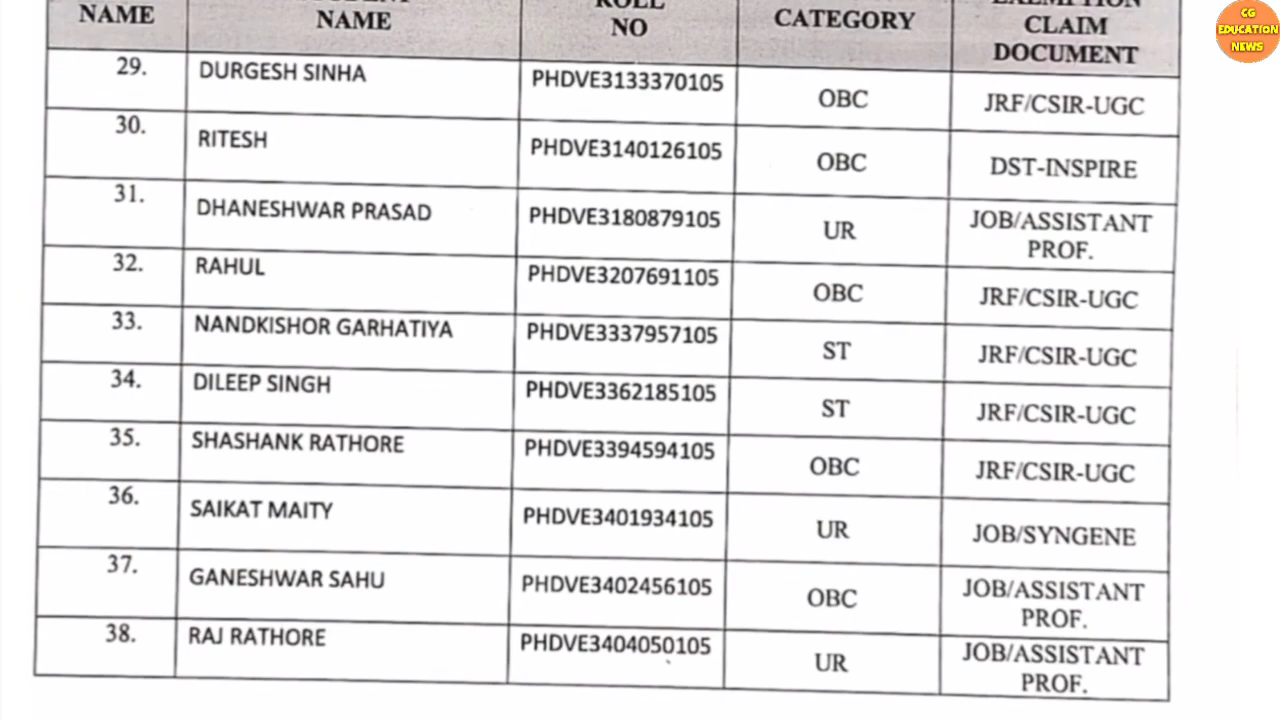 NAME
NAME
ROLL
NO
CATEGORY
EXEMPTION
CLAIM
DOCUMENT
CG
EDUCATION
NEWS
29. DURGESH SINHA PHDVE3133370105 OBC JRF/CSIR-UGC
30. RITESH PHDVE3140126105 OBC DST-INSPIRE
31. DHANESHWAR PRASAD PHDVE3180879105 UR JOB/ASSISTANT
PROF.
32. RAHUL PHDVE3207691105 OBC JRF/CSIR-UGC
33. NANDKISHOR GARHATIYA PHDVE3337957105 ST JRF/CSIR-UGC
34. DILEEP SINGH PHDVE3362185105 ST JRF/CSIR-UGC
35. SHASHANK RATHORE PHDVE3394594105 OBC JRF/CSIR-UGC
36. SAIKAT MAITY PHDVE3401934105 UR JOB/SYNGENE
37. GANESHWAR SAHU PHDVE3402456105 OBC JOB/ASSISTANT
PROF.
38. RAJ RATHORE PHDVE3404050105 UR JOB/ASSISTANT
PROF.